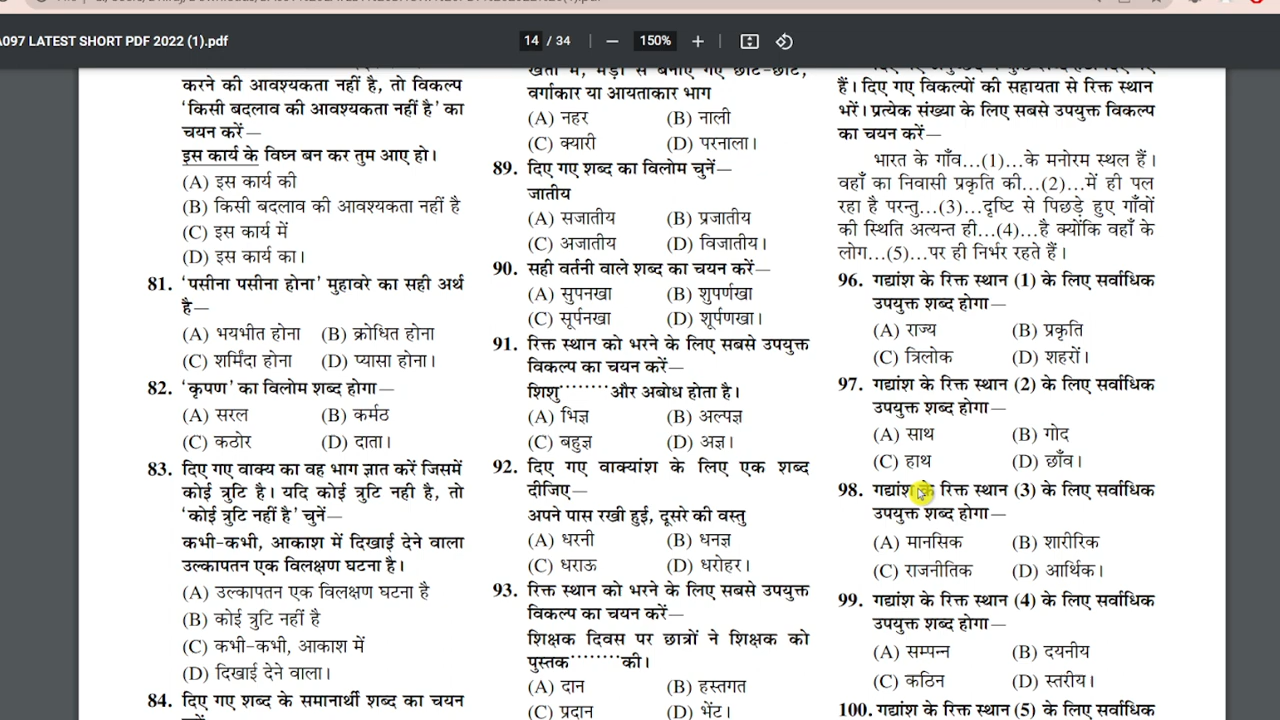 A097 LATEST SHORT PDF 2022 (1).pdf
14 / 34
150%
करने की आवश्यकता नहीं है, तो विकल्प
‘किसी बदलाव की आवश्यकता नहीं है’ का
चयन करें—
इस कार्य के विघ्न बन कर तुम आए हो।
(A) इस कार्य की
(B) किसी बदलाव की आवश्यकता नहीं है
(C) इस कार्य में
(D) इस कार्य का।
81. ‘पसीना पसीना होना’ मुहावरे का सही अर्थ
है—
(A) भयभीत होना (B) क्रोधित होना
(C) शर्मिंदा होना (D) प्यासा होना।
82. ‘कृपण’ का विलोम शब्द होगा—
(A) सरल (B) कर्मठ
(C) कठोर (D) दाता।
83. दिए गए वाक्य का वह भाग ज्ञात करें जिसमें
कोई त्रुटि है। यदि कोई त्रुटि नही है, तो
‘कोई त्रुटि नहीं है’ चुनें—
कभी-कभी, आकाश में दिखाई देने वाला
उल्कापतन एक विलक्षण घटना है।
(A) उल्कापतन एक विलक्षण घटना है
(B) कोई त्रुटि नहीं है
(C) कभी-कभी, आकाश में
(D) दिखाई देने वाला।
84. दिए गए शब्द के समानार्थी शब्द का चयन
खेतों में, मेड़ों से बनाए गए छोटे-छोटे,
वर्गाकार या आयताकार भाग
(A) नहर (B) नाली
(C) क्यारी (D) परनाला।
89. दिए गए शब्द का विलोम चुनें—
जातीय
(A) सजातीय (B) प्रजातीय
(C) अजातीय (D) विजातीय।
90. सही वर्तनी वाले शब्द का चयन करें—
(A) सुपनखा (B) शुपर्णखा
(C) सूर्पनखा (D) शूर्पणखा।
91. रिक्त स्थान को भरने के लिए सबसे उपयुक्त
विकल्प का चयन करें—
शिशु ········ और अबोध होता है।
(A) भिज्ञ (B) अल्पज्ञ
(C) बहुज्ञ (D) अज्ञ।
92. दिए गए वाक्यांश के लिए एक शब्द
दीजिए—
अपने पास रखी हुई, दूसरे की वस्तु
(A) धरनी (B) धनज्ञ
(C) धराऊ (D) धरोहर।
93. रिक्त स्थान को भरने के लिए सबसे उपयुक्त
विकल्प का चयन करें—
शिक्षक दिवस पर छात्रों ने शिक्षक को
पुस्तक ········ की।
(A) दान (B) हस्तगत
(C) प्रदान (D) भेंट।
हैं। दिए गए विकल्पों की सहायता से रिक्त स्थान
भरें। प्रत्येक संख्या के लिए सबसे उपयुक्त विकल्प
का चयन करें—
भारत के गाँव…(1)…के मनोरम स्थल हैं।
वहाँ का निवासी प्रकृति की…(2)…में ही पल
रहा है परन्तु…(3)…दृष्टि से पिछड़े हुए गाँवों
की स्थिति अत्यन्त ही…(4)…है क्योंकि वहाँ के
लोग…(5)…पर ही निर्भर रहते हैं।
96. गद्यांश के रिक्त स्थान (1) के लिए सर्वाधिक
उपयुक्त शब्द होगा—
(A) राज्य (B) प्रकृति
(C) त्रिलोक (D) शहरों।
97. गद्यांश के रिक्त स्थान (2) के लिए सर्वाधिक
उपयुक्त शब्द होगा—
(A) साथ (B) गोद
(C) हाथ (D) छाँव।
98. गद्यांश के रिक्त स्थान (3) के लिए सर्वाधिक
उपयुक्त शब्द होगा—
(A) मानसिक (B) शारीरिक
(C) राजनीतिक (D) आर्थिक।
99. गद्यांश के रिक्त स्थान (4) के लिए सर्वाधिक
उपयुक्त शब्द होगा—
(A) सम्पन्न (B) दयनीय
(C) कठिन (D) स्तरीय।
100. गद्यांश के रिक्त स्थान (5) के लिए सर्वाधिक